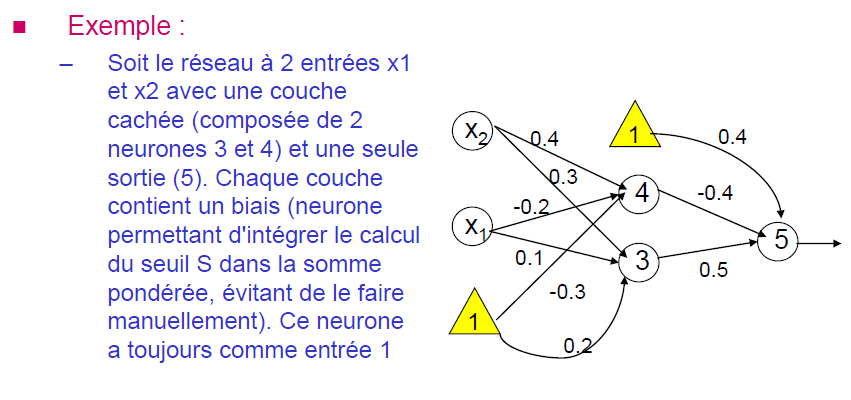 Exemple :
– Soit le réseau à 2 entrées x1
et x2 avec une couche
cachée (composée de 2
neurones 3 et 4) et une seule
sortie (5). Chaque couche
contient un biais (neurone
permettant d'intégrer le calcul
du seuil S dans la somme
pondérée, évitant de le faire
manuellement). Ce neurone
a toujours comme entrée 1
x2
0.4
1
0.4
0.3
4
-0.4
-0.2
x1
5
0.1
3
0.5
-0.3
1
0.2